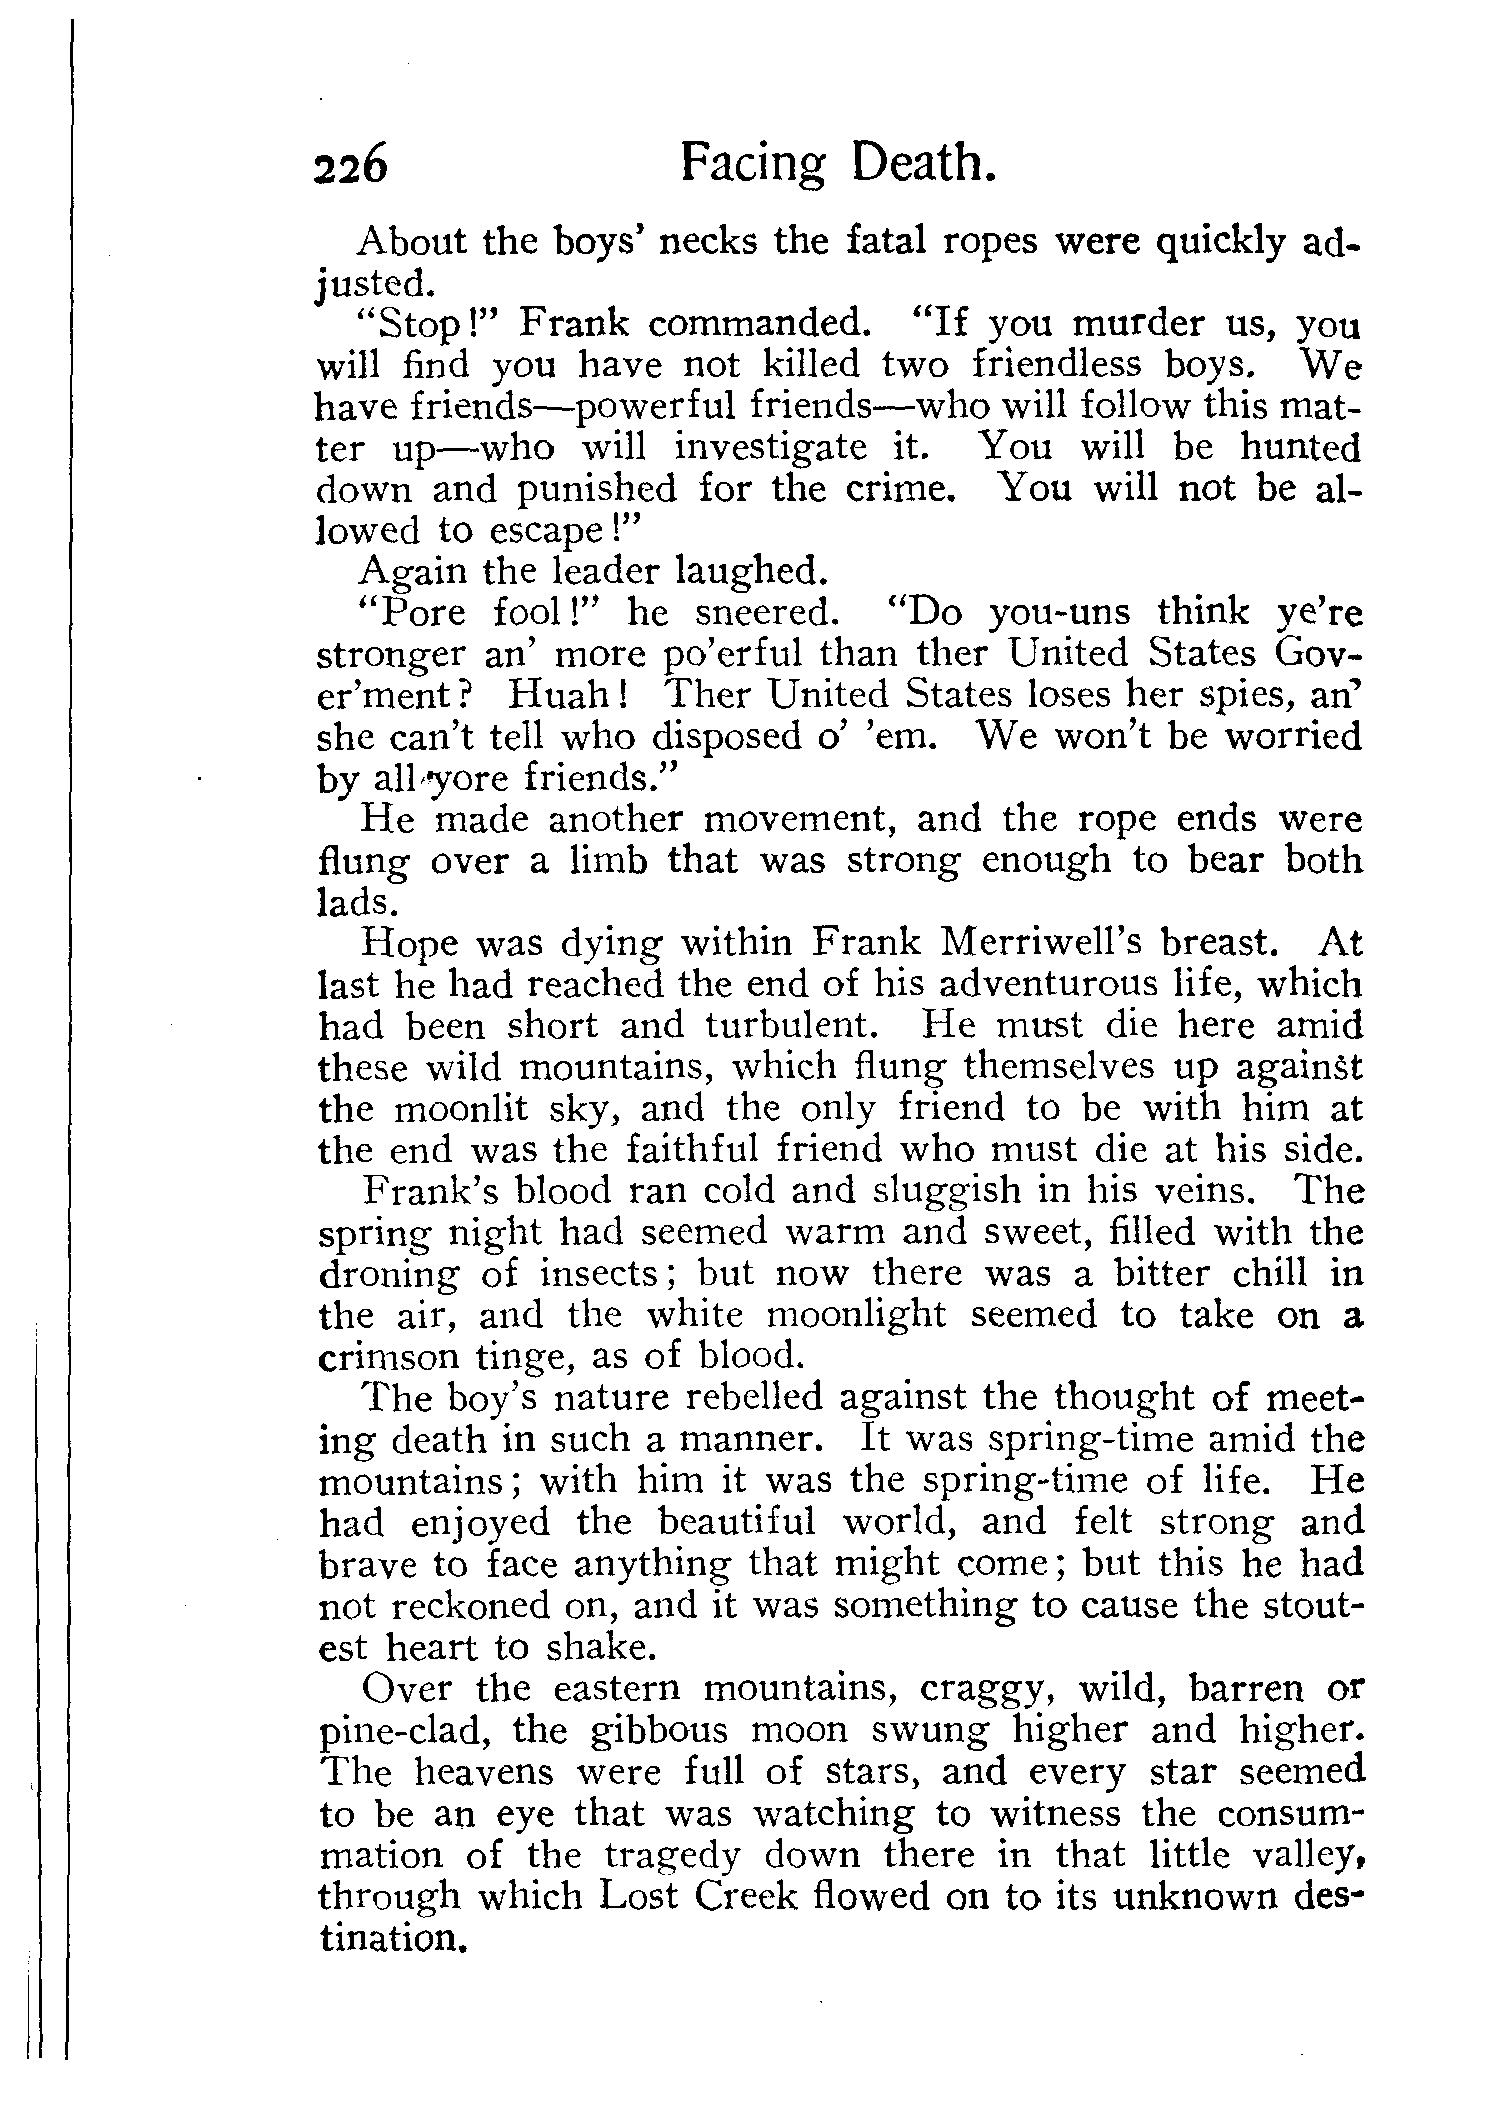 226 Facing Death.
About the boys' necks the fatal ropes were quickly ad-
justed.
"Stop!" Frank commanded. "If you murder us, you
will find you have not killed two friendless boys. We
have friends—powerful friends—who will follow this mat-
ter up—who will investigate it. You will be hunted
down and punished for the crime. You will not be al-
lowed to escape!"
Again the leader laughed.
"Pore fool!" he sneered. "Do you-uns think ye're
stronger an' more po'erful than ther United States Gov-
er'ment? Huah! Ther United States loses her spies, an'
she can't tell who disposed o' 'em. We won't be worried
by all yore friends."
He made another movement, and the rope ends were
flung over a limb that was strong enough to bear both
lads.
Hope was dying within Frank Merriwell's breast. At
last he had reached the end of his adventurous life, which
had been short and turbulent. He must die here amid
these wild mountains, which flung themselves up against
the moonlit sky, and the only friend to be with him at
the end was the faithful friend who must die at his side.
Frank's blood ran cold and sluggish in his veins. The
spring night had seemed warm and sweet, filled with the
droning of insects; but now there was a bitter chill in
the air, and the white moonlight seemed to take on a
crimson tinge, as of blood.
The boy's nature rebelled against the thought of meet-
ing death in such a manner. It was spring-time amid the
mountains; with him it was the spring-time of life. He
had enjoyed the beautiful world, and felt strong and
brave to face anything that might come; but this he had
not reckoned on, and it was something to cause the stout-
est heart to shake.
Over the eastern mountains, craggy, wild, barren or
pine-clad, the gibbous moon swung higher and higher.
The heavens were full of stars, and every star seemed
to be an eye that was watching to witness the consum-
mation of the tragedy down there in that little valley,
through which Lost Creek flowed on to its unknown des-
tination.